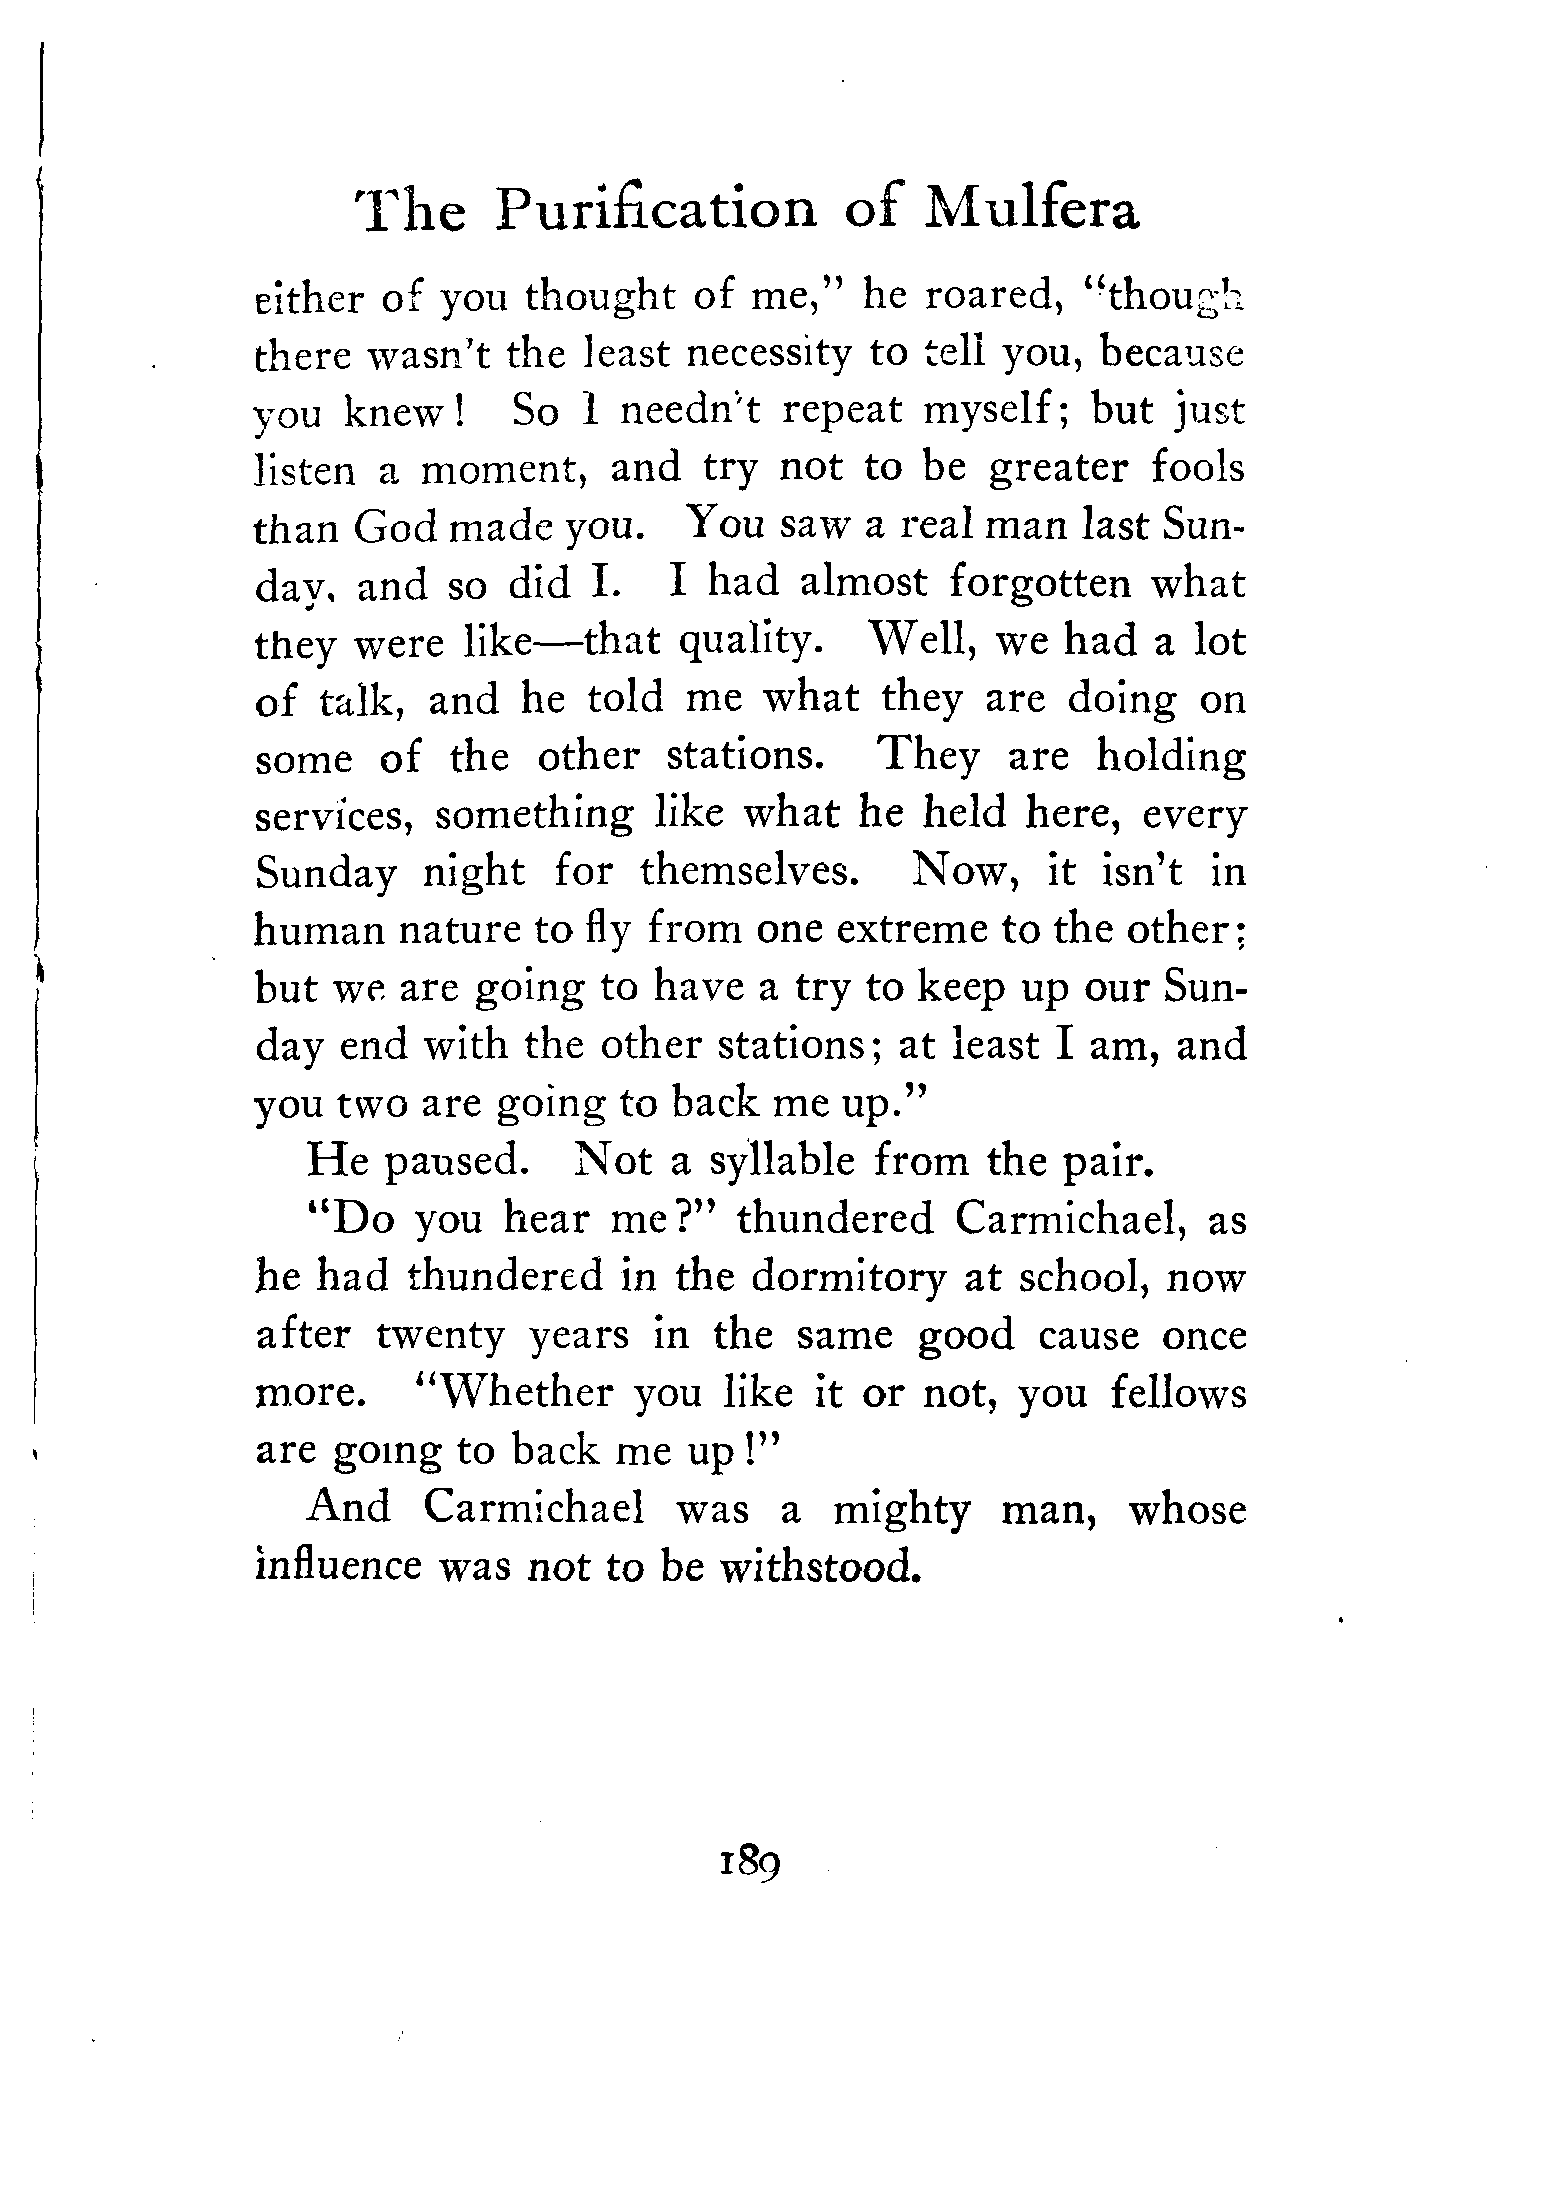 The Purification of Mulfera
either of you thought of me," he roared, "though
there wasn't the least necessity to tell you, because
you knew! So I needn't repeat myself; but just
listen a moment, and try not to be greater fools
than God made you. You saw a real man last Sun-
day, and so did I. I had almost forgotten what
they were like—that quality. Well, we had a lot
of talk, and he told me what they are doing on
some of the other stations. They are holding
services, something like what he held here, every
Sunday night for themselves. Now, it isn't in
human nature to fly from one extreme to the other;
but we are going to have a try to keep up our Sun-
day end with the other stations; at least I am, and
you two are going to back me up."
He paused. Not a syllable from the pair.
"Do you hear me?" thundered Carmichael, as
he had thundered in the dormitory at school, now
after twenty years in the same good cause once
more. "Whether you like it or not, you fellows
are going to back me up!"
And Carmichael was a mighty man, whose
influence was not to be withstood.
189